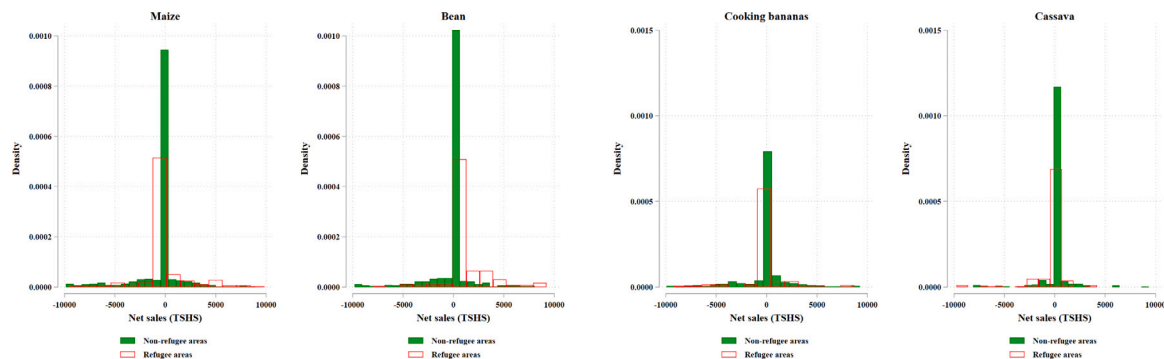 Maize
Density
0.0010
0.0008
0.0006
0.0004
0.0002
0.0000
-10000 -5000 0 5000 10000
Net sales (TSHS)
Non-refugee areas
Refugee areas
Bean
Density
0.0010
0.0008
0.0006
0.0004
0.0002
0.0000
-10000 -5000 0 5000 10000
Net sales (TSHS)
Non-refugee areas
Refugee areas
Cooking bananas
Density
0.0015
0.0010
0.0005
0.0000
-10000 -5000 0 5000 10000
Net sales (TSHS)
Non-refugee areas
Refugee areas
Cassava
Density
0.0015
0.0010
0.0005
0.0000
-10000 -5000 0 5000 10000
Net sales (TSHS)
Non-refugee areas
Refugee areas